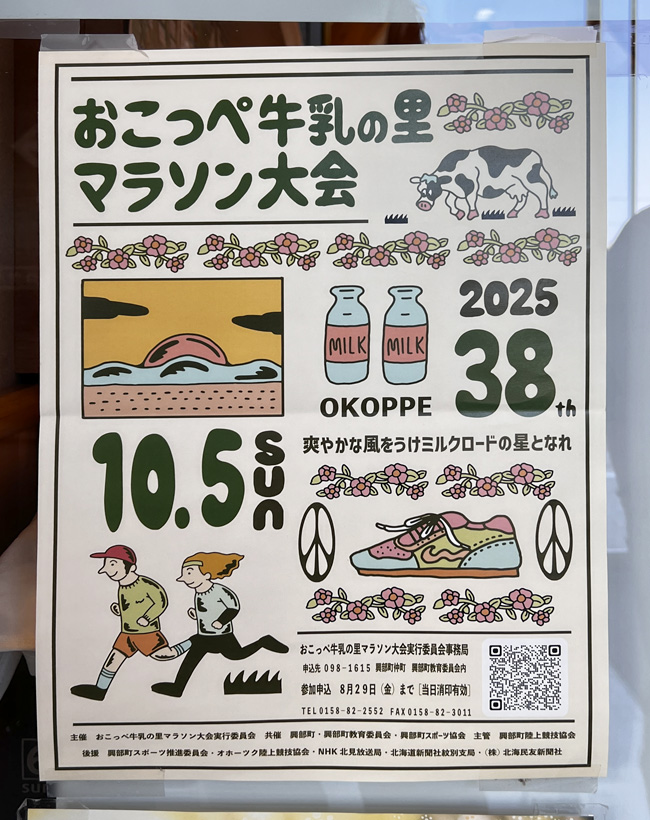 おこっぺ牛乳の里
マラソン大会
MILK MILK
OKOPPE
2025
38th
10.5 SUN
爽やかな風をうけミルクロードの星となれ
おこっぺ牛乳の里マラソン大会実行委員会事務局
申込先 098-1615 興部町仲町 興部町教育委員会内
参加申込 8月29日(金)まで[当日消印有効]
TEL0158-82-2552 FAX0158-82-3011
主催 おこっぺ牛乳の里マラソン大会実行委員会 共催 興部町・興部町教育委員会・興部町スポーツ協会 主管 興部町陸上競技協会
後援 興部町スポーツ推進委員会・オホーツク陸上競技協会・NHK北見放送局・北海道新聞社紋別支局・(株)北海民友新聞社